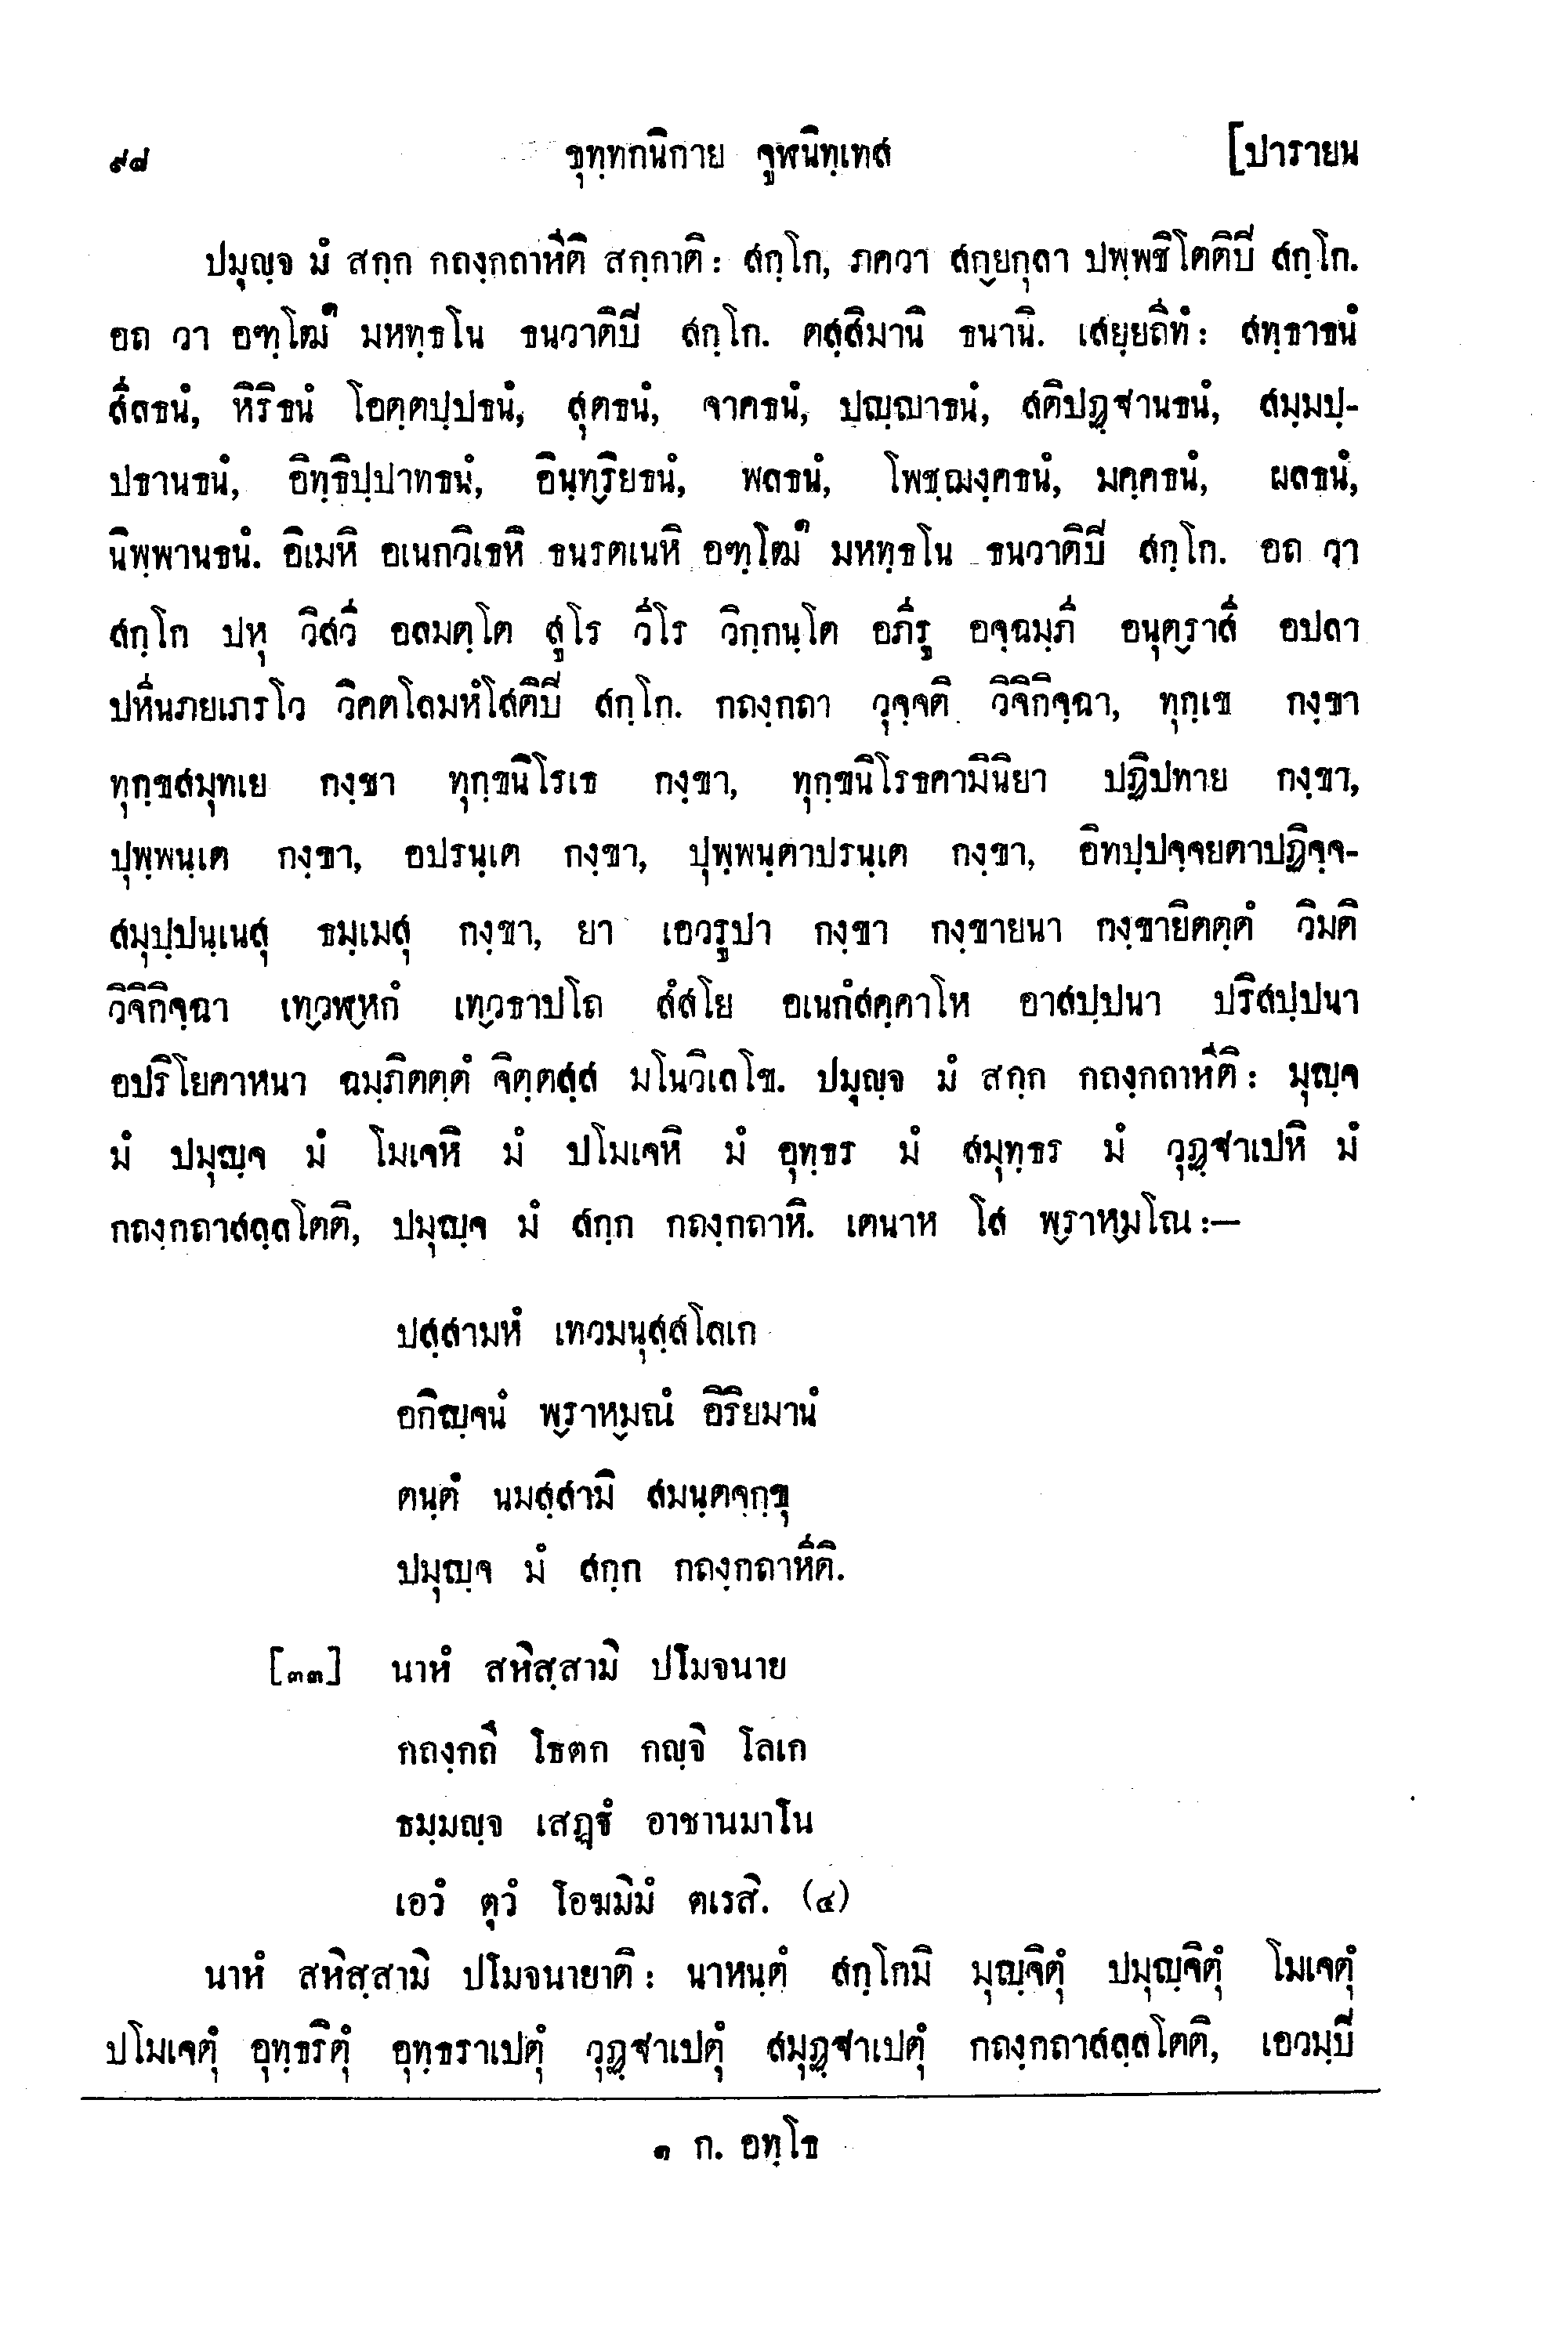 ๙๘ ขุทฺทกนิกาย จูฬนิทฺเทส [ปารายน
ปมุญฺจ มํ สกฺก กถงฺกถาหีติ สกฺกาติ: สกฺโก, ภควา สกฺยกุลา ปพฺพชิโตติปี สกฺโก.
อถ วา อฑฺโฒ๑ มหทฺธโน ธนวาติปี สกฺโก. ตสฺสิมานิ ธนานิ. เสยฺยถีทํ: สทฺธาธนํ
สีลธนํ, หิริธนํ โอตฺตปฺปธนํ, สุตธนํ, จาคธนํ, ปญฺญาธนํ, สติปฏฺฐานธนํ, สมฺมปฺ-
ปธานธนํ, อิทฺธิปฺปาทธนํ, อินฺทฺริยธนํ, พลธนํ, โพชฺฌงฺคธนํ, มคฺคธนํ, ผลธนํ,
นิพฺพานธนํ. อิเมหิ อเนกวิเธหิ ธนรตเนหิ อฑฺโฒ๑ มหทฺธโน ธนวาติปี สกฺโก. อถ วา
สกฺโก ปหุ วิสวี อลมตฺโต สูโร วีโร วิกฺกนฺโต อภีรู อจฺฉมฺภี อนุตฺราสี อปลา
ปหีนภยเภรโว วิคตโลมหํโสติปี สกฺโก. กถงฺกถา วุจฺจติ วิจิกิจฺฉา, ทุกฺเข กงฺขา
ทุกฺขสมุทเย กงฺขา ทุกฺขนิโรเธ กงฺขา, ทุกฺขนิโรธคามินิยา ปฏิปทาย กงฺขา,
ปุพฺพนฺเต กงฺขา, อปรนฺเต กงฺขา, ปุพฺพนฺตาปรนฺเต กงฺขา, อิทปฺปจฺจยตาปฏิจฺจ-
สมุปฺปนฺเนสุ ธมฺเมสุ กงฺขา, ยา เอวรูปา กงฺขา กงฺขายนา กงฺขายิตตฺตํ วิมติ
วิจิกิจฺฉา เทฺวฬฺหกํ เทฺวธาปโถ สํสโย อเนกํสคฺคาโห อาสปฺปนา ปริสปฺปนา
อปริโยคาหนา ฉมฺภิตตฺตํ จิตฺตสฺส มโนวิเลโข. ปมุญฺจ มํ สกฺก กถงฺกถาหีติ: มุญฺจ
มํ ปมุญฺจ มํ โมเจหิ มํ ปโมเจหิ มํ อุทฺธร มํ สมุทฺธร มํ วุฏฺฐาเปหิ มํ
กถงฺกถาสลฺลโตติ, ปมุญฺจ มํ สกฺก กถงฺกถาหิ. เตนาห โส พฺราหฺมโณ:—
ปสฺสามหํ เทวมนุสฺสโลเก
อกิญฺจนํ พฺราหฺมณํ อิริยมานํ
ตนฺตํ นมสฺสามิ สมนฺตจกฺขุ
ปมุญฺจ มํ สกฺก กถงฺกถาหีติ.
[๓๓] นาหํ สหิสฺสามิ ปโมจนาย
กถงฺกถึ โธตก กญฺจิ โลเก
ธมฺมญฺจ เสฏฺฐํ อาชานมาโน
เอวํ ตุวํ โอฆมิมํ ตเรสิ. (๔)
นาหํ สหิสฺสามิ ปโมจนายาติ: นาหนฺตํ สกฺโกมิ มุญฺจิตุํ ปมุญฺจิตุํ โมเจตุํ
ปโมเจตุํ อุทฺธริตุํ อุทฺธราเปตุํ วุฏฺฐาเปตุํ สมุฏฺฐาเปตุํ กถงฺกถาสลฺลโตติ, เอวมฺปี
๑ ก. อทฺโธ